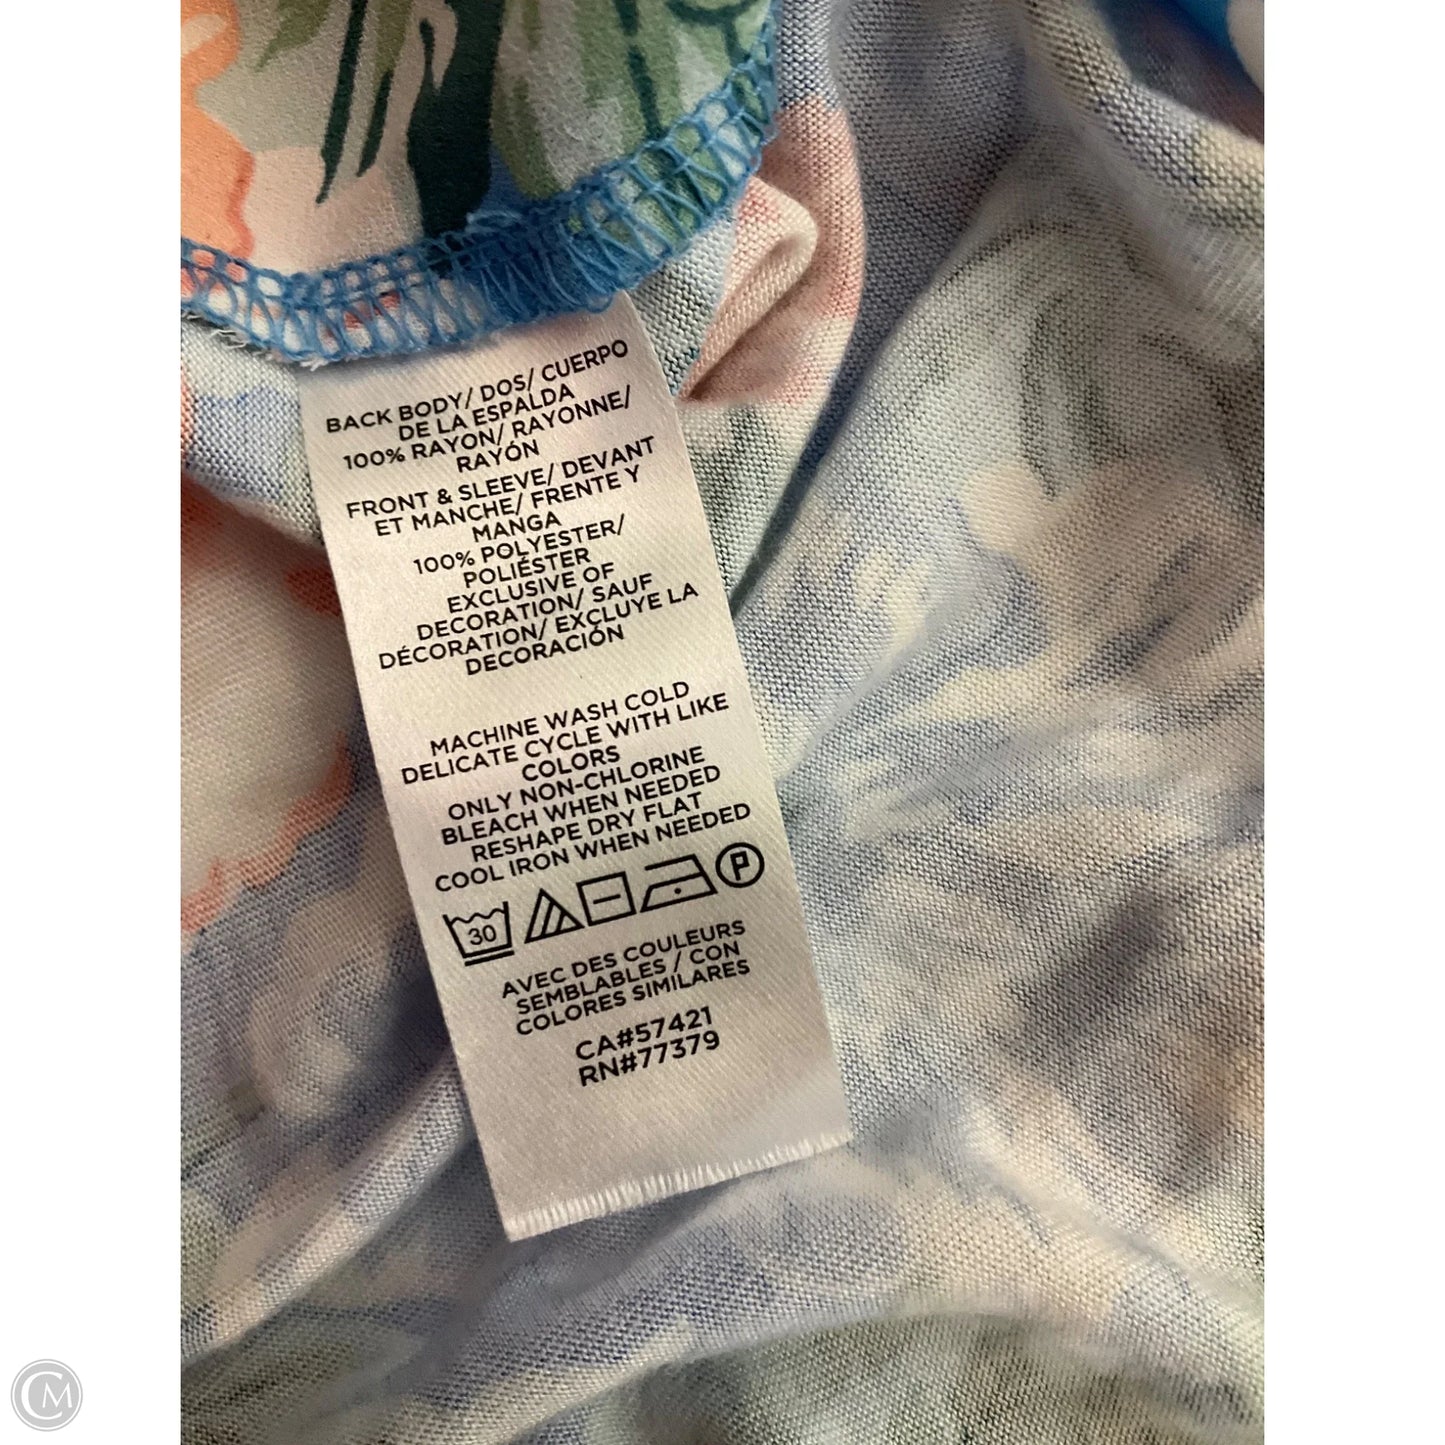 BACK BODY/ DOS/ CUERPO
DE LA ESPALDA
100% RAYON/ RAYONNE/
RAYÓN
FRONT & SLEEVE/ DEVANT
ET MANCHE/ FRENTE Y
MANGA
100% POLYESTER/
POLIÉSTER
EXCLUSIVE OF
DECORATION/ SAUF
DÉCORATION/ EXCLUYE LA
DECORACIÓN
MACHINE WASH COLD
DELICATE CYCLE WITH LIKE
COLORS
ONLY NON-CHLORINE
BLEACH WHEN NEEDED
RESHAPE DRY FLAT
COOL IRON WHEN NEEDED
30 P
AVEC DES COULEURS
SEMBLABLES / CON
COLORES SIMILARES
CA#57421
RN#77379
CM